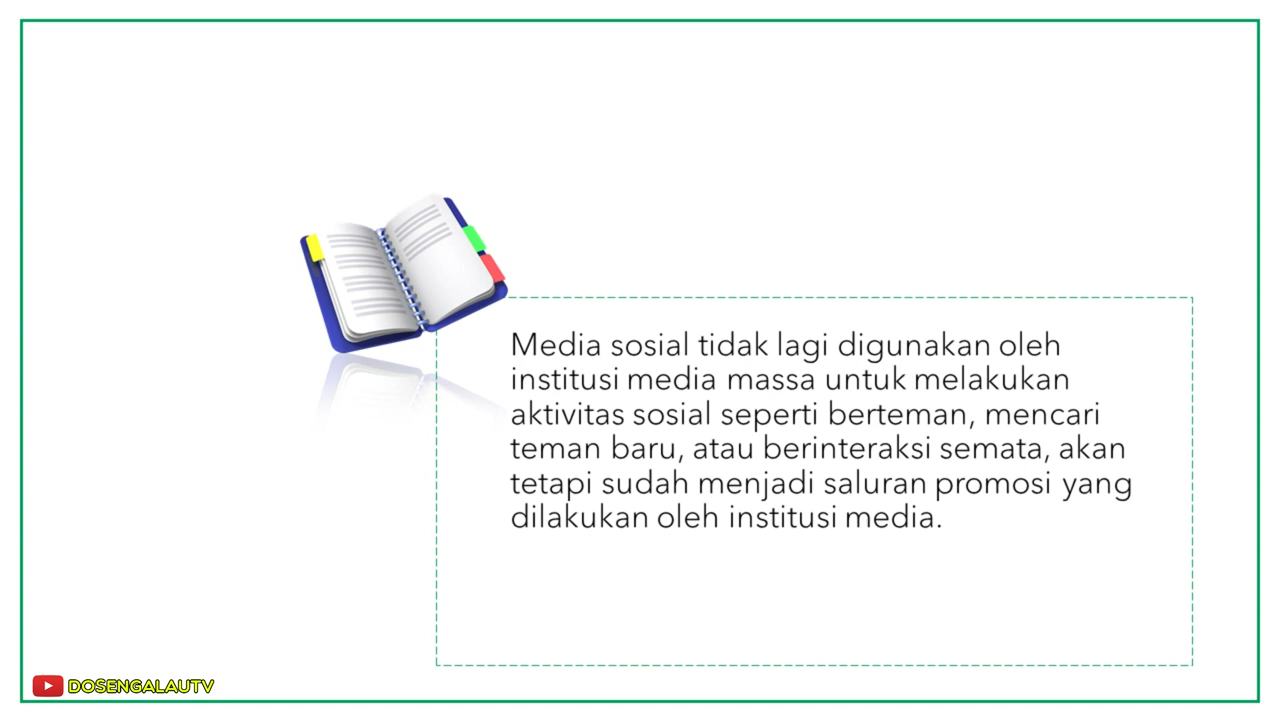 Media sosial tidak lagi digunakan oleh
institusi media massa untuk melakukan
aktivitas sosial seperti berteman, mencari
teman baru, atau berinteraksi semata, akan
tetapi sudah menjadi saluran promosi yang
dilakukan oleh institusi media.
DOSENGALAUTV